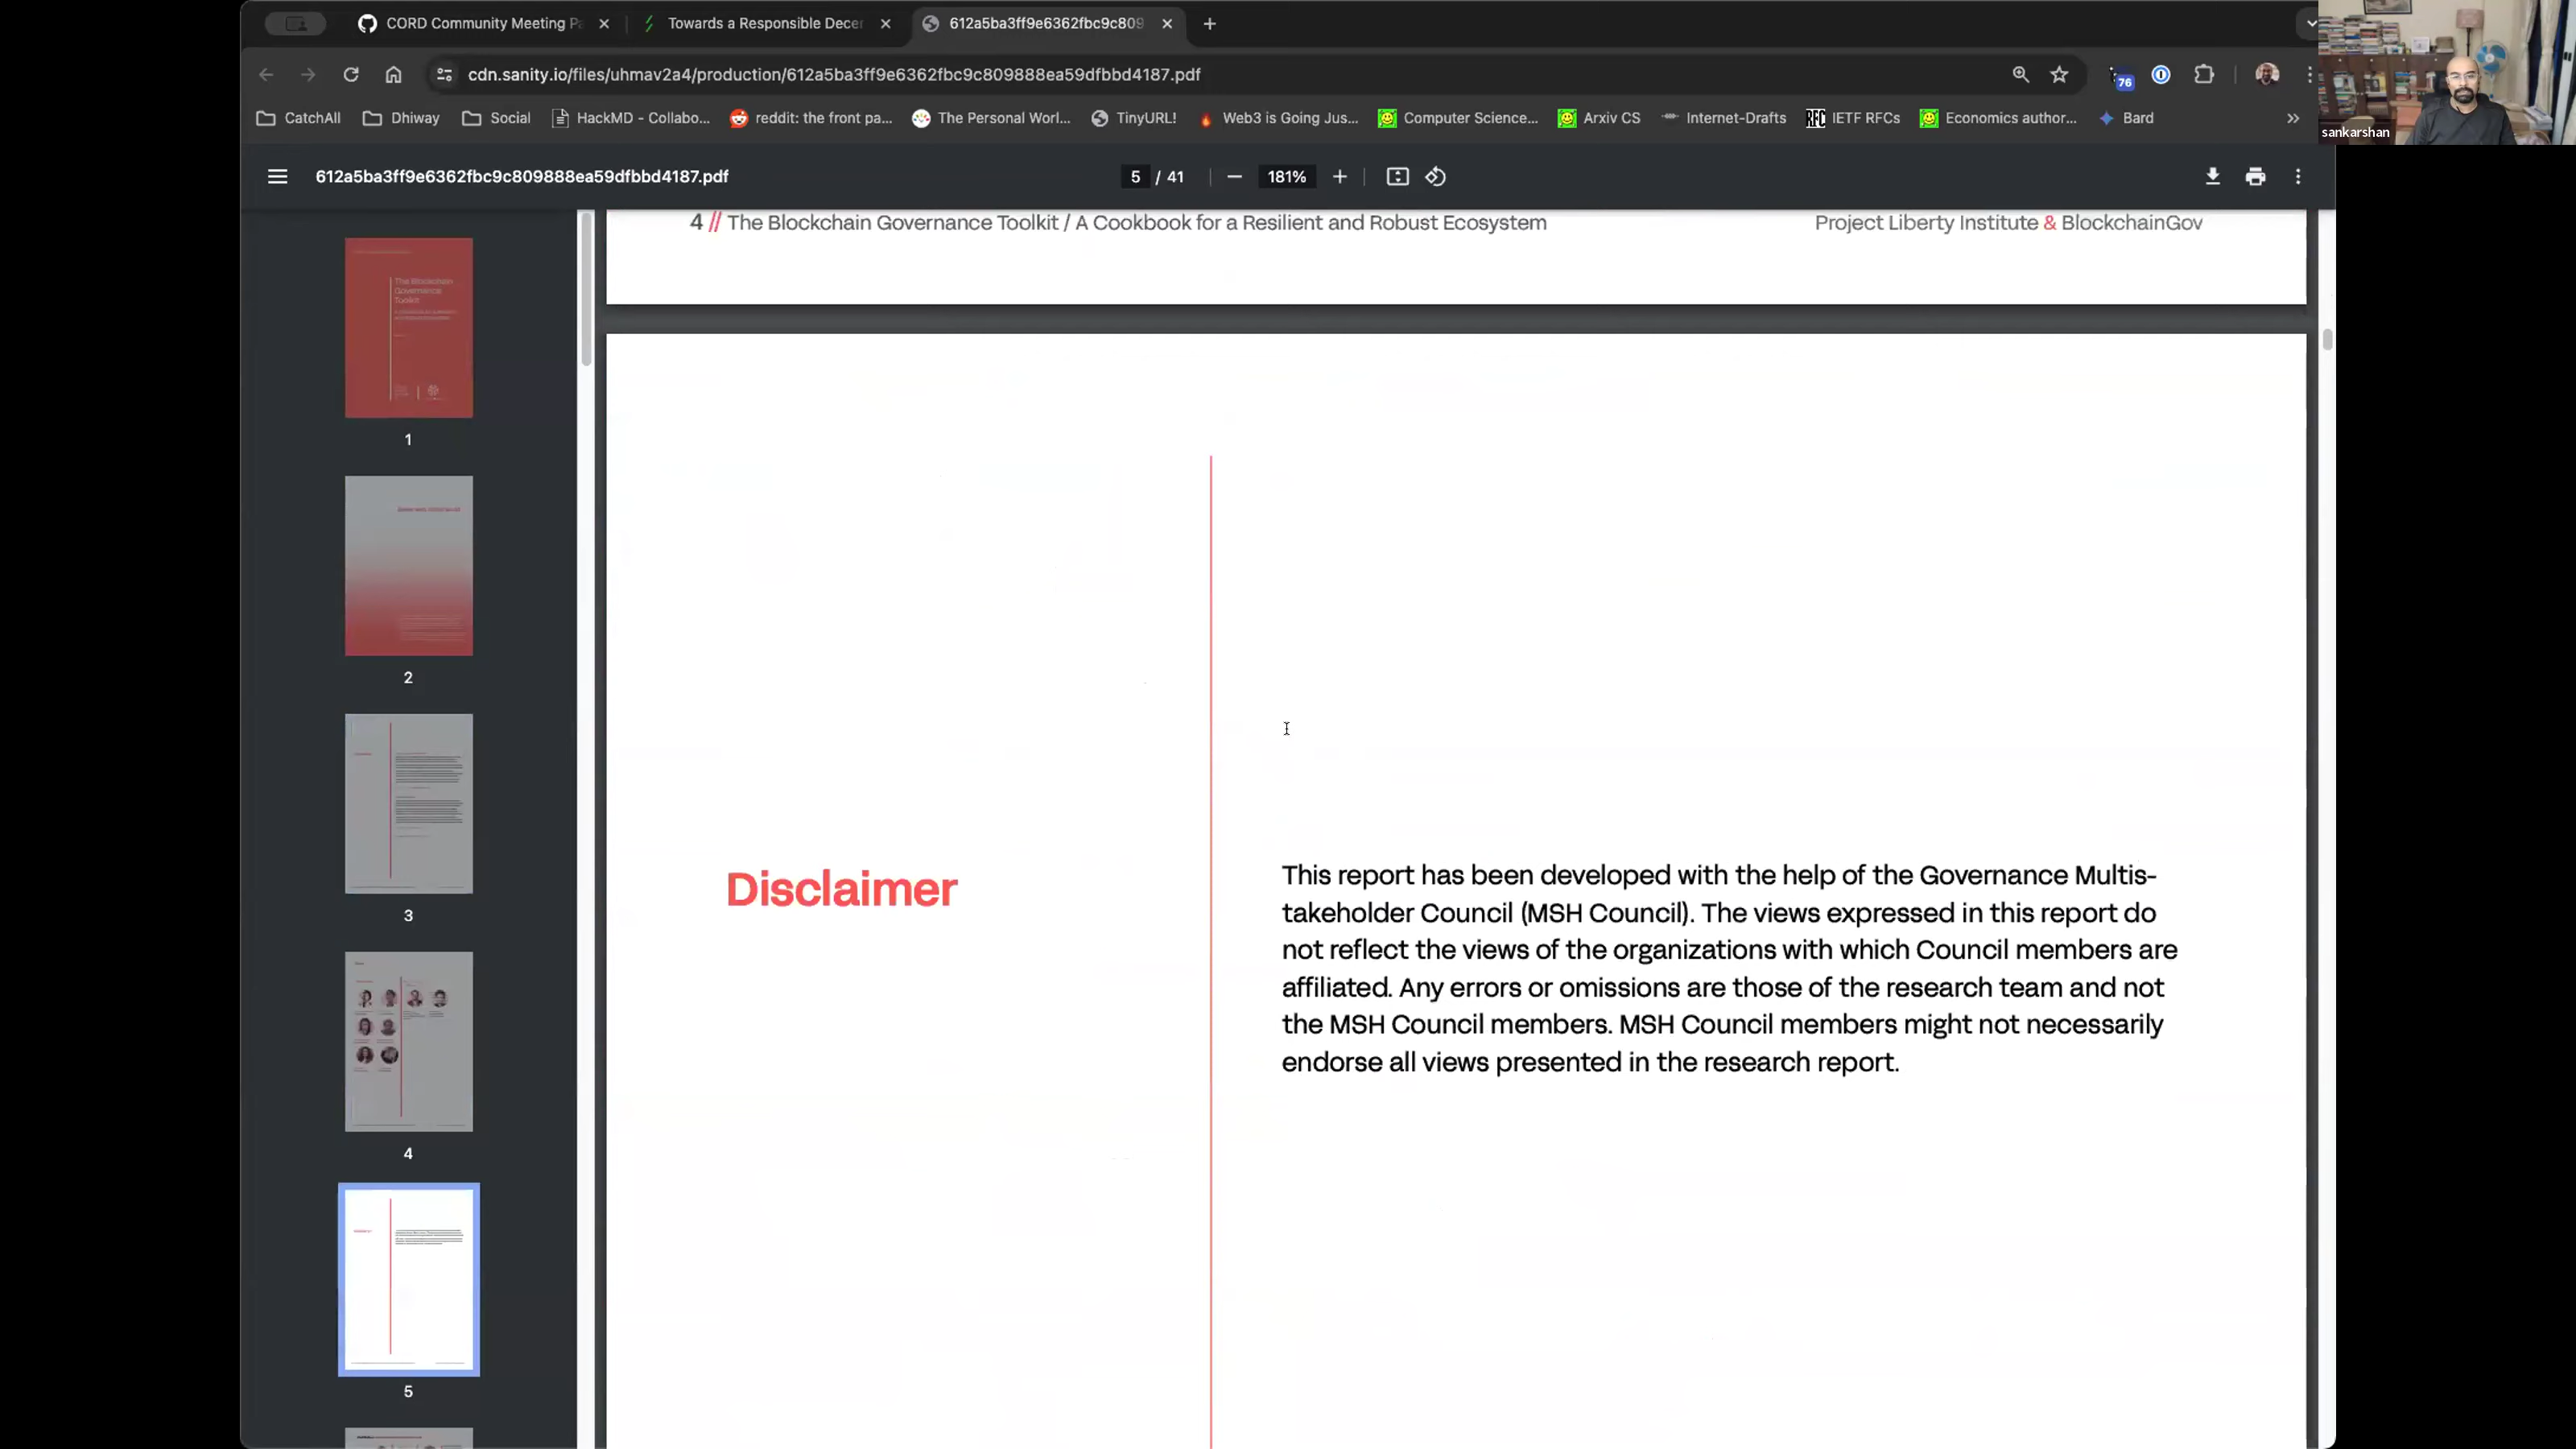 CORD Community Meeting Pa
Towards a Responsible Decen
612a5ba3ff9e6362fbc9c809
cdn.sanity.io/files/uhmav2a4/production/612a5ba3ff9e6362fbc9c809888ea59dfbbd4187.pdf
76
CatchAll
Dhiway
Social
HackMD - Collabo...
reddit: the front pa...
The Personal Worl...
TinyURL!
Web3 is Going Jus...
Computer Science...
Arxiv CS
Internet-Drafts
RFC
IETF RFCs
Economics author...
Bard
sankarshan
612a5ba3ff9e6362fbc9c809888ea59dfbbd4187.pdf
5 / 41
181%
The Blockchain
Governance
Toolkit
1
2
3
4
5
4 // The Blockchain Governance Toolkit / A Cookbook for a Resilient and Robust Ecosystem
Project Liberty Institute & BlockchainGov
Disclaimer
This report has been developed with the help of the Governance Multis-
takeholder Council (MSH Council). The views expressed in this report do
not reflect the views of the organizations with which Council members are
affiliated. Any errors or omissions are those of the research team and not
the MSH Council members. MSH Council members might not necessarily
endorse all views presented in the research report.